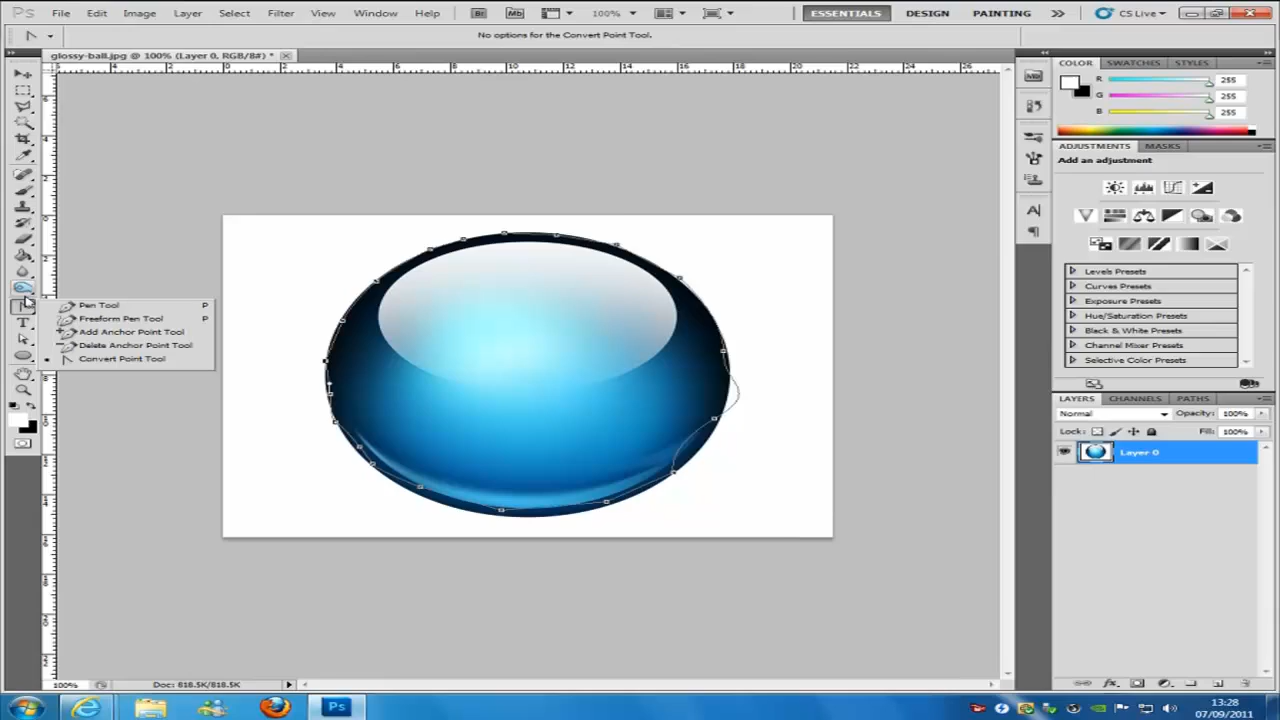 Ps File Edit Image Layer Select Filter View Window Help Br Mb 100% ESSENTIALS DESIGN PAINTING CS Live
No options for the Convert Point Tool.
glossy-ball.jpg @ 100% (Layer 0, RGB/8#) *
Pen Tool P
Freeform Pen Tool P
Add Anchor Point Tool
Delete Anchor Point Tool
Convert Point Tool
COLOR SWATCHES STYLES
R 255
G 255
B 255
ADJUSTMENTS MASKS
Add an adjustment
Levels Presets
Curves Presets
Exposure Presets
Hue/Saturation Presets
Black & White Presets
Channel Mixer Presets
Selective Color Presets
LAYERS CHANNELS PATHS
Normal Opacity: 100%
Lock: Fill: 100%
Layer 0
100% Doc: 818.5K/818.5K
Ps
13:28
07/09/2011